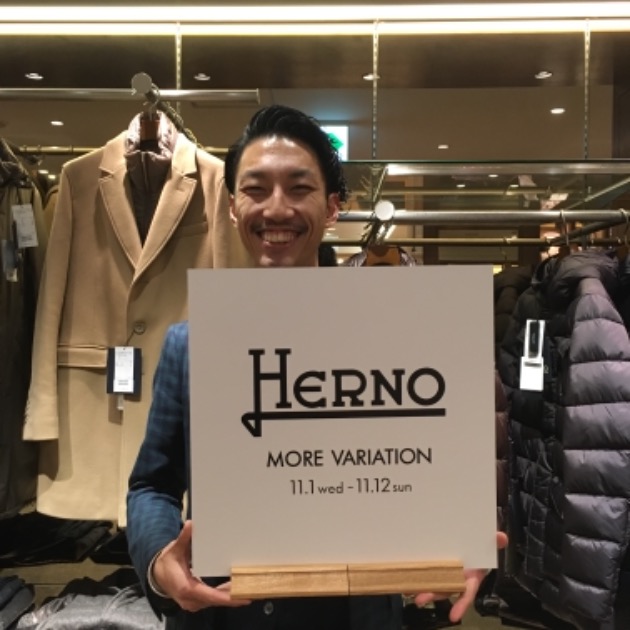 HERNO
MORE VARIATION
11.1 wed - 11.12 sun